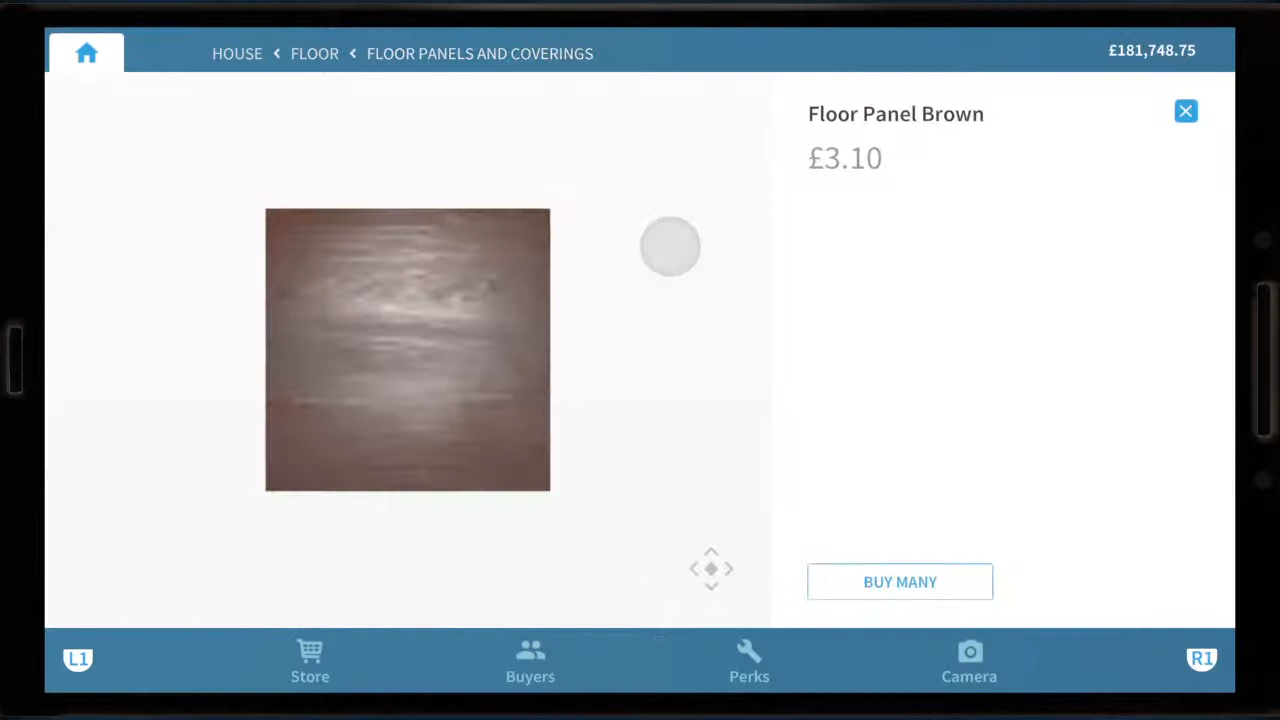 HOUSE < FLOOR < FLOOR PANELS AND COVERINGS
£181,748.75
Floor Panel Brown
£3.10
BUY MANY
L1
Store
Buyers
Perks
Camera
R1